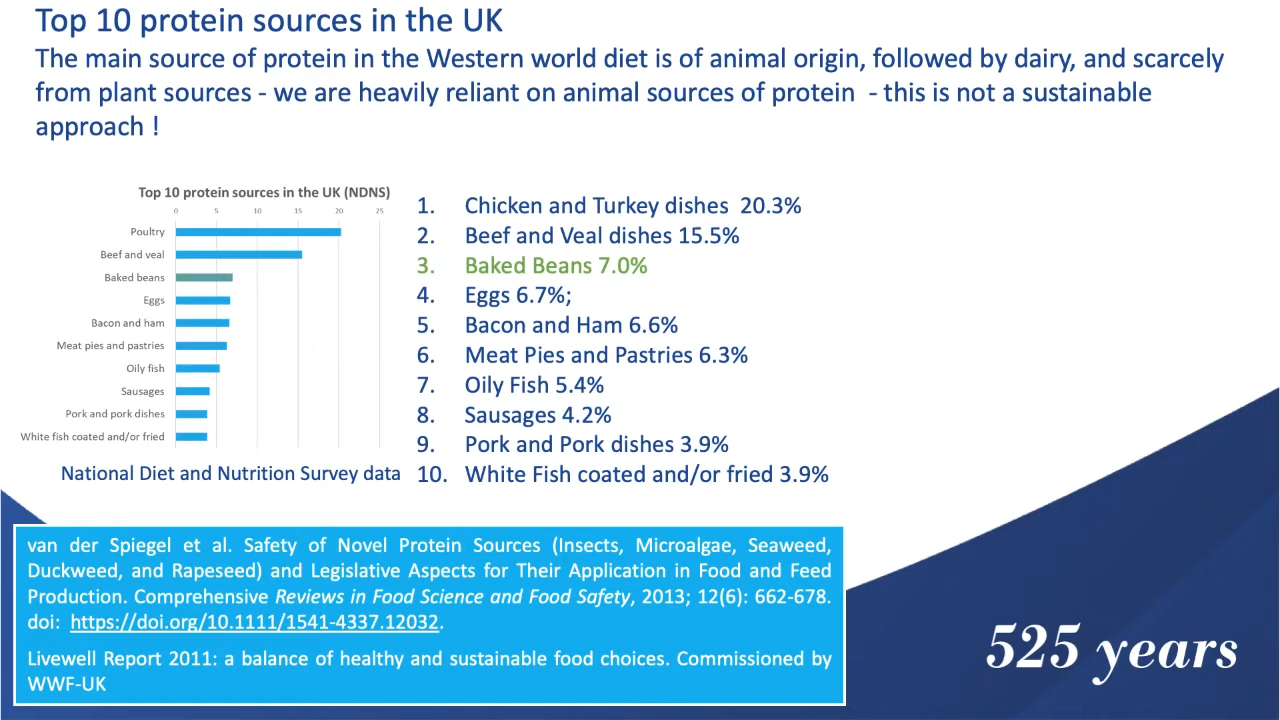 Top 10 protein sources in the UK
The main source of protein in the Western world diet is of animal origin, followed by dairy, and scarcely
from plant sources - we are heavily reliant on animal sources of protein  - this is not a sustainable
approach !
Top 10 protein sources in the UK (NDNS)
0 5 10 15 20 25
Poultry
Beef and veal
Baked beans
Eggs
Bacon and ham
Meat pies and pastries
Oily fish
Sausages
Pork and pork dishes
White fish coated and/or fried
National Diet and Nutrition Survey data
1. Chicken and Turkey dishes  20.3%
2. Beef and Veal dishes 15.5%
3. Baked Beans 7.0%
4. Eggs 6.7%;
5. Bacon and Ham 6.6%
6. Meat Pies and Pastries 6.3%
7. Oily Fish 5.4%
8. Sausages 4.2%
9. Pork and Pork dishes 3.9%
10. White Fish coated and/or fried 3.9%
van der Spiegel et al. Safety of Novel Protein Sources (Insects, Microalgae, Seaweed,
Duckweed, and Rapeseed) and Legislative Aspects for Their Application in Food and Feed
Production. Comprehensive Reviews in Food Science and Food Safety, 2013; 12(6): 662-678.
doi: https://doi.org/10.1111/1541-4337.12032.
Livewell Report 2011: a balance of healthy and sustainable food choices. Commissioned by
WWF-UK
525 years